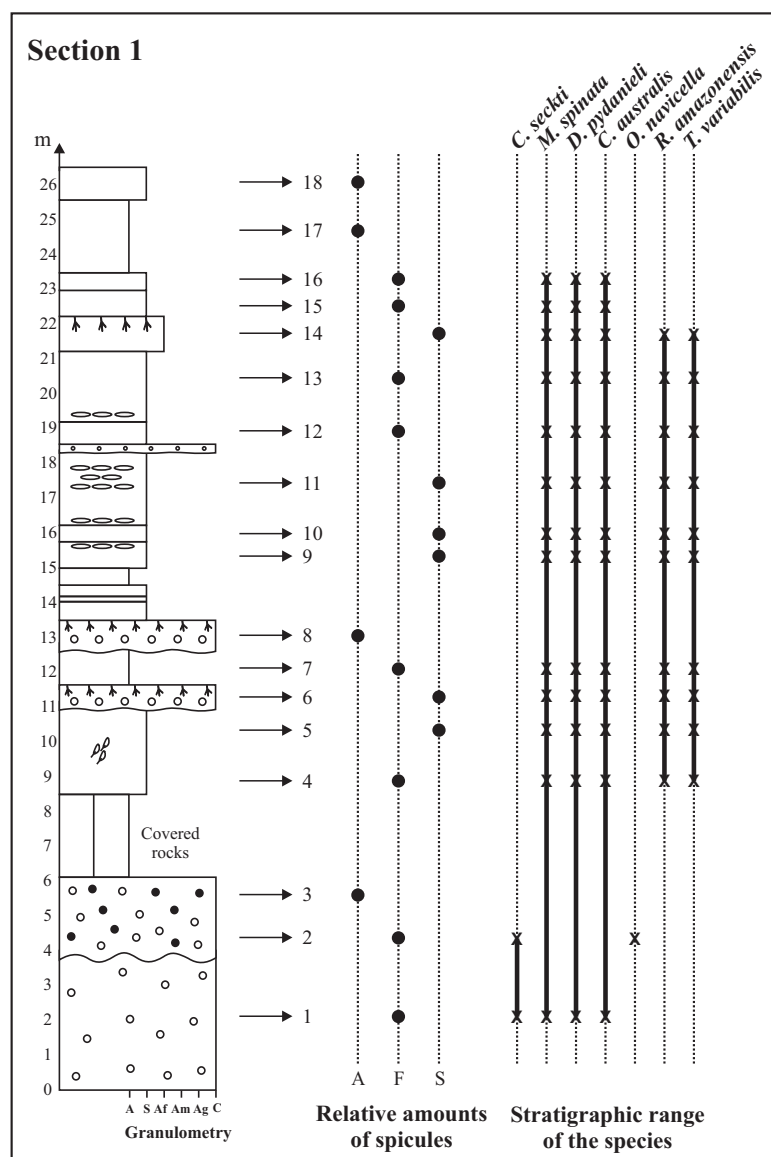 Section 1
C. seckti
M. spinata
D. pydanieli
C. australis
O. navicella
R. amazonensis
T. variabilis
m
26
25
24
23
22
21
20
19
18
17
16
15
14
13
12
11
10
9
8
7
6
5
4
3
2
1
0
18
17
16
15
14
13
12
11
10
9
8
7
6
5
4
3
2
1
Covered
rocks
A S Af Am Ag C
Granulometry
A F S
Relative amounts
of spicules
Stratigraphic range
of the species